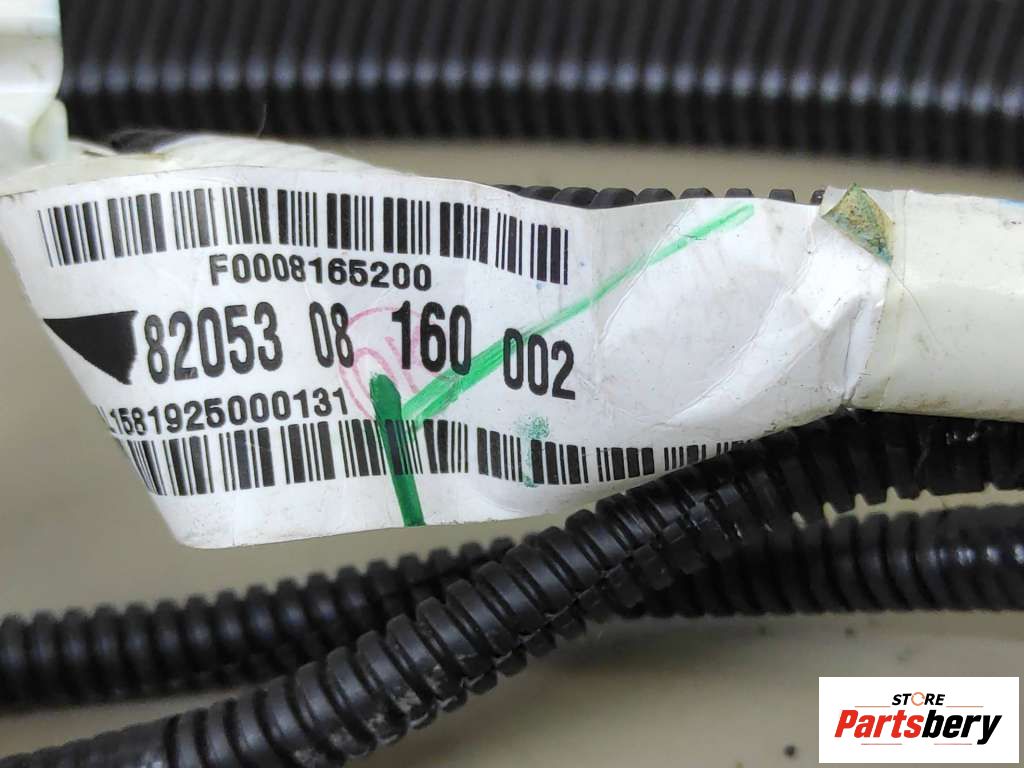 F0008165200
82053 08 160 002
1581925000131
STORE
Partsbery